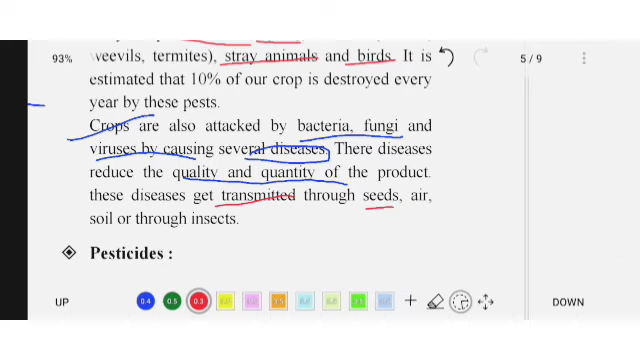 93%
weevils, termites), stray animals and birds. It is
5 / 9
estimated that 10% of our crop is destroyed every
year by these pests.
Crops are also attacked by bacteria, fungi and
viruses by causing several diseases. There diseases
reduce the quality and quantity of the product.
these diseases get transmitted through seeds, air,
soil or through insects.
Pesticides :
UP
0.4
0.5
0.3
DOWN